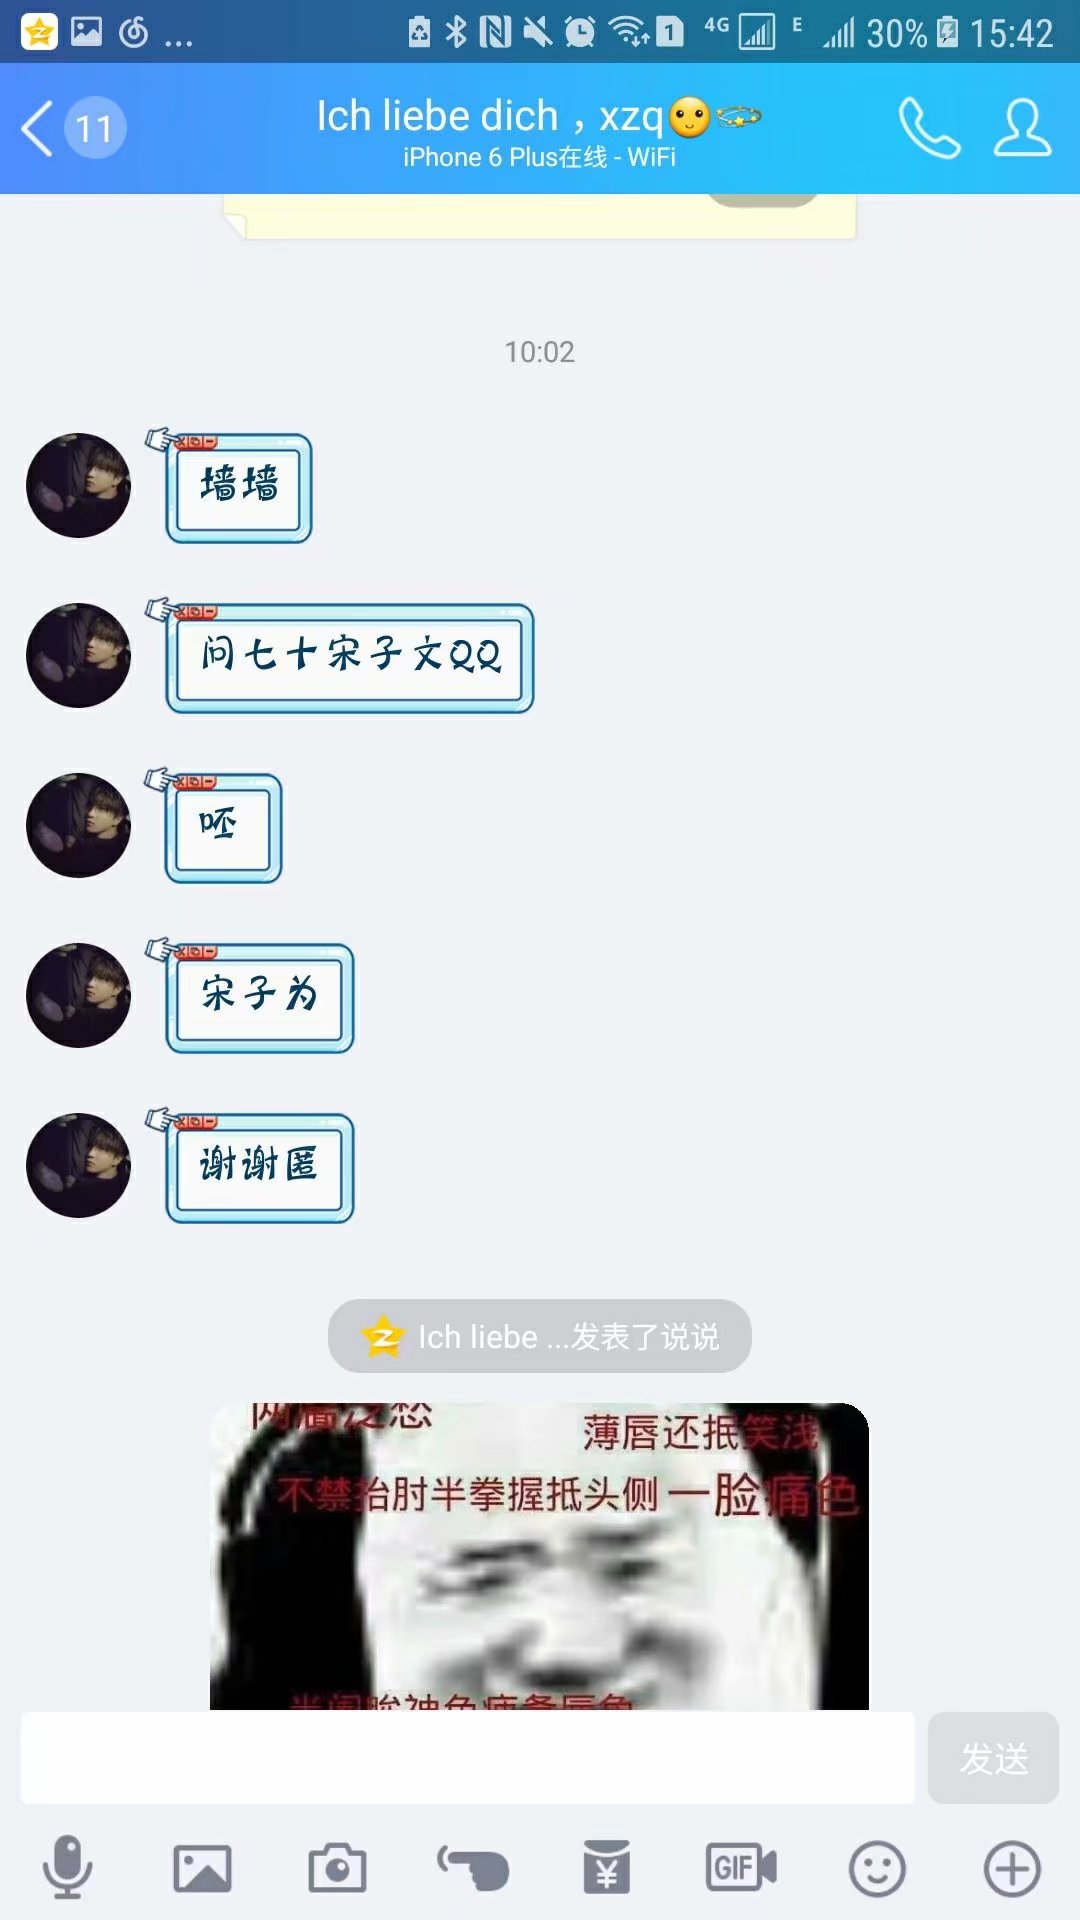 4G E 30% 15:42
11
Ich liebe dich，xzq
iPhone 6 Plus在线 - WiFi
10:02
墙墙
问七十宋子文QQ
呸
宋子为
谢谢匿
Ich liebe ...发表了说说
薄唇还抿笑浅
不禁抬肘半拳握抵头侧 一脸痛色
发送
GIF